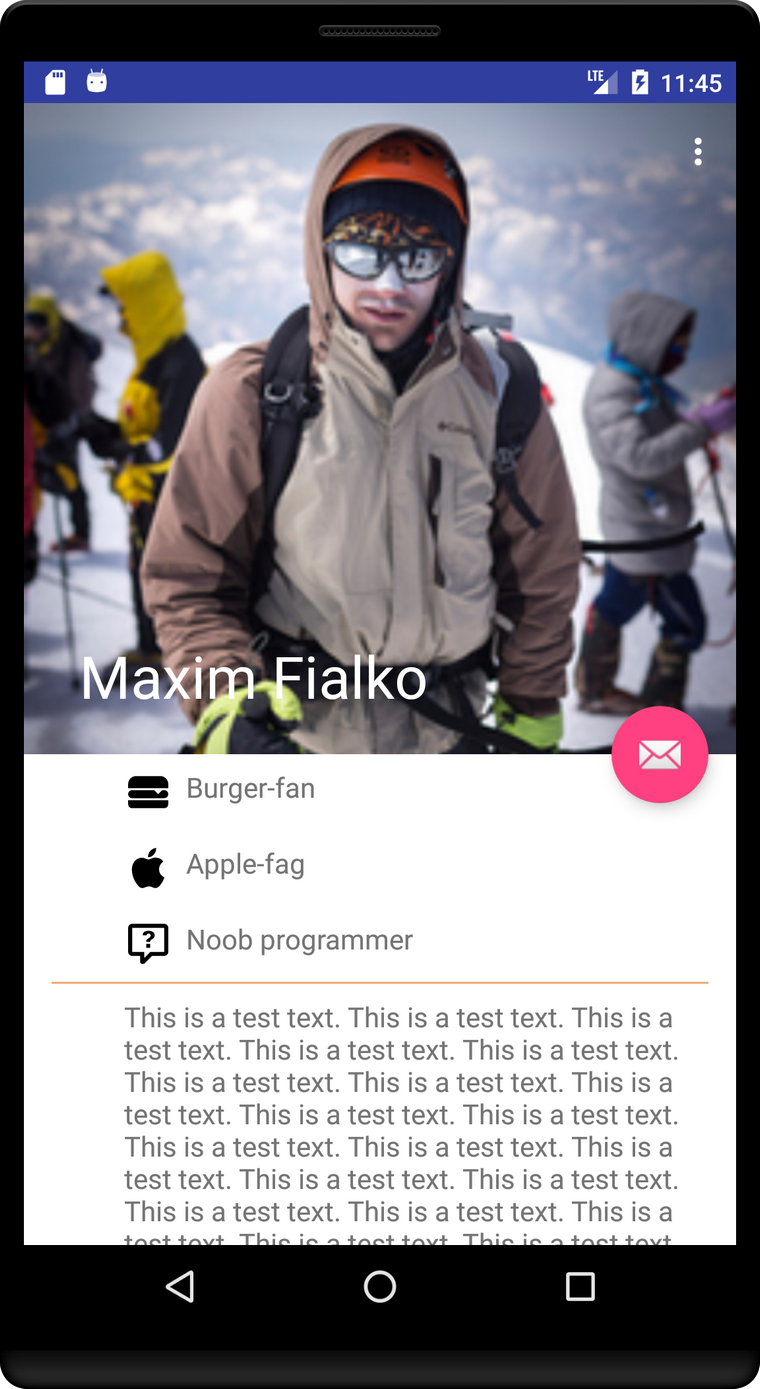 LTE 11:45
Maxim Fialko
Burger-fan
Apple-fag
?
Noob programmer
This is a test text. This is a test text. This is a
test text. This is a test text. This is a test text.
This is a test text. This is a test text. This is a
test text. This is a test text. This is a test text.
This is a test text. This is a test text. This is a
test text. This is a test text. This is a test text.
This is a test text. This is a test text. This is a
test text. This is a test text. This is a test text.